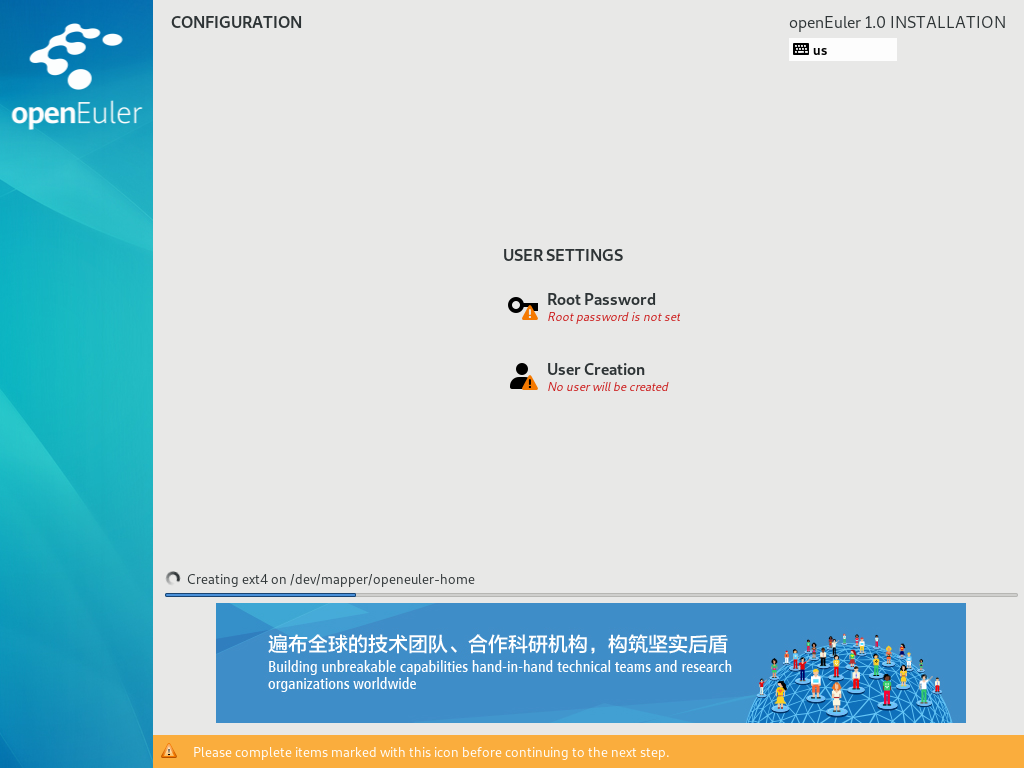 openEuler
CONFIGURATION
openEuler 1.0 INSTALLATION
us
USER SETTINGS
Root Password
Root password is not set
User Creation
No user will be created
Creating ext4 on /dev/mapper/openeuler-home
遍布全球的技术团队、合作科研机构，构筑坚实后盾
Building unbreakable capabilities hand-in-hand technical teams and research
organizations worldwide
Please complete items marked with this icon before continuing to the next step.